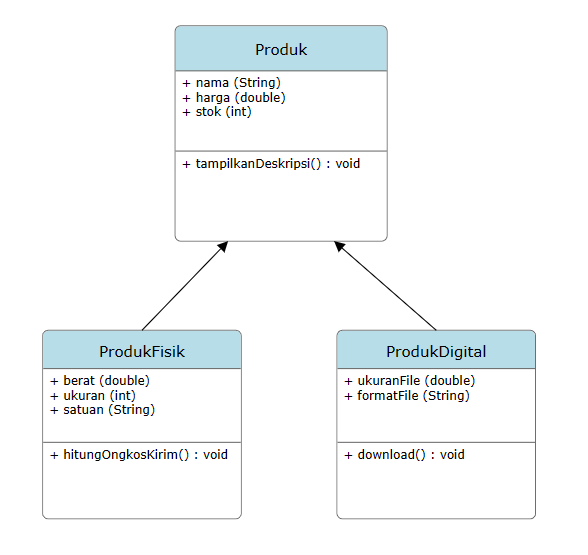 Produk
+ nama (String)
+ harga (double)
+ stok (int)
+ tampilkanDeskripsi() : void
ProdukFisik
+ berat (double)
+ ukuran (int)
+ satuan (String)
+ hitungOngkosKirim() : void
ProdukDigital
+ ukuranFile (double)
+ formatFile (String)
+ download() : void